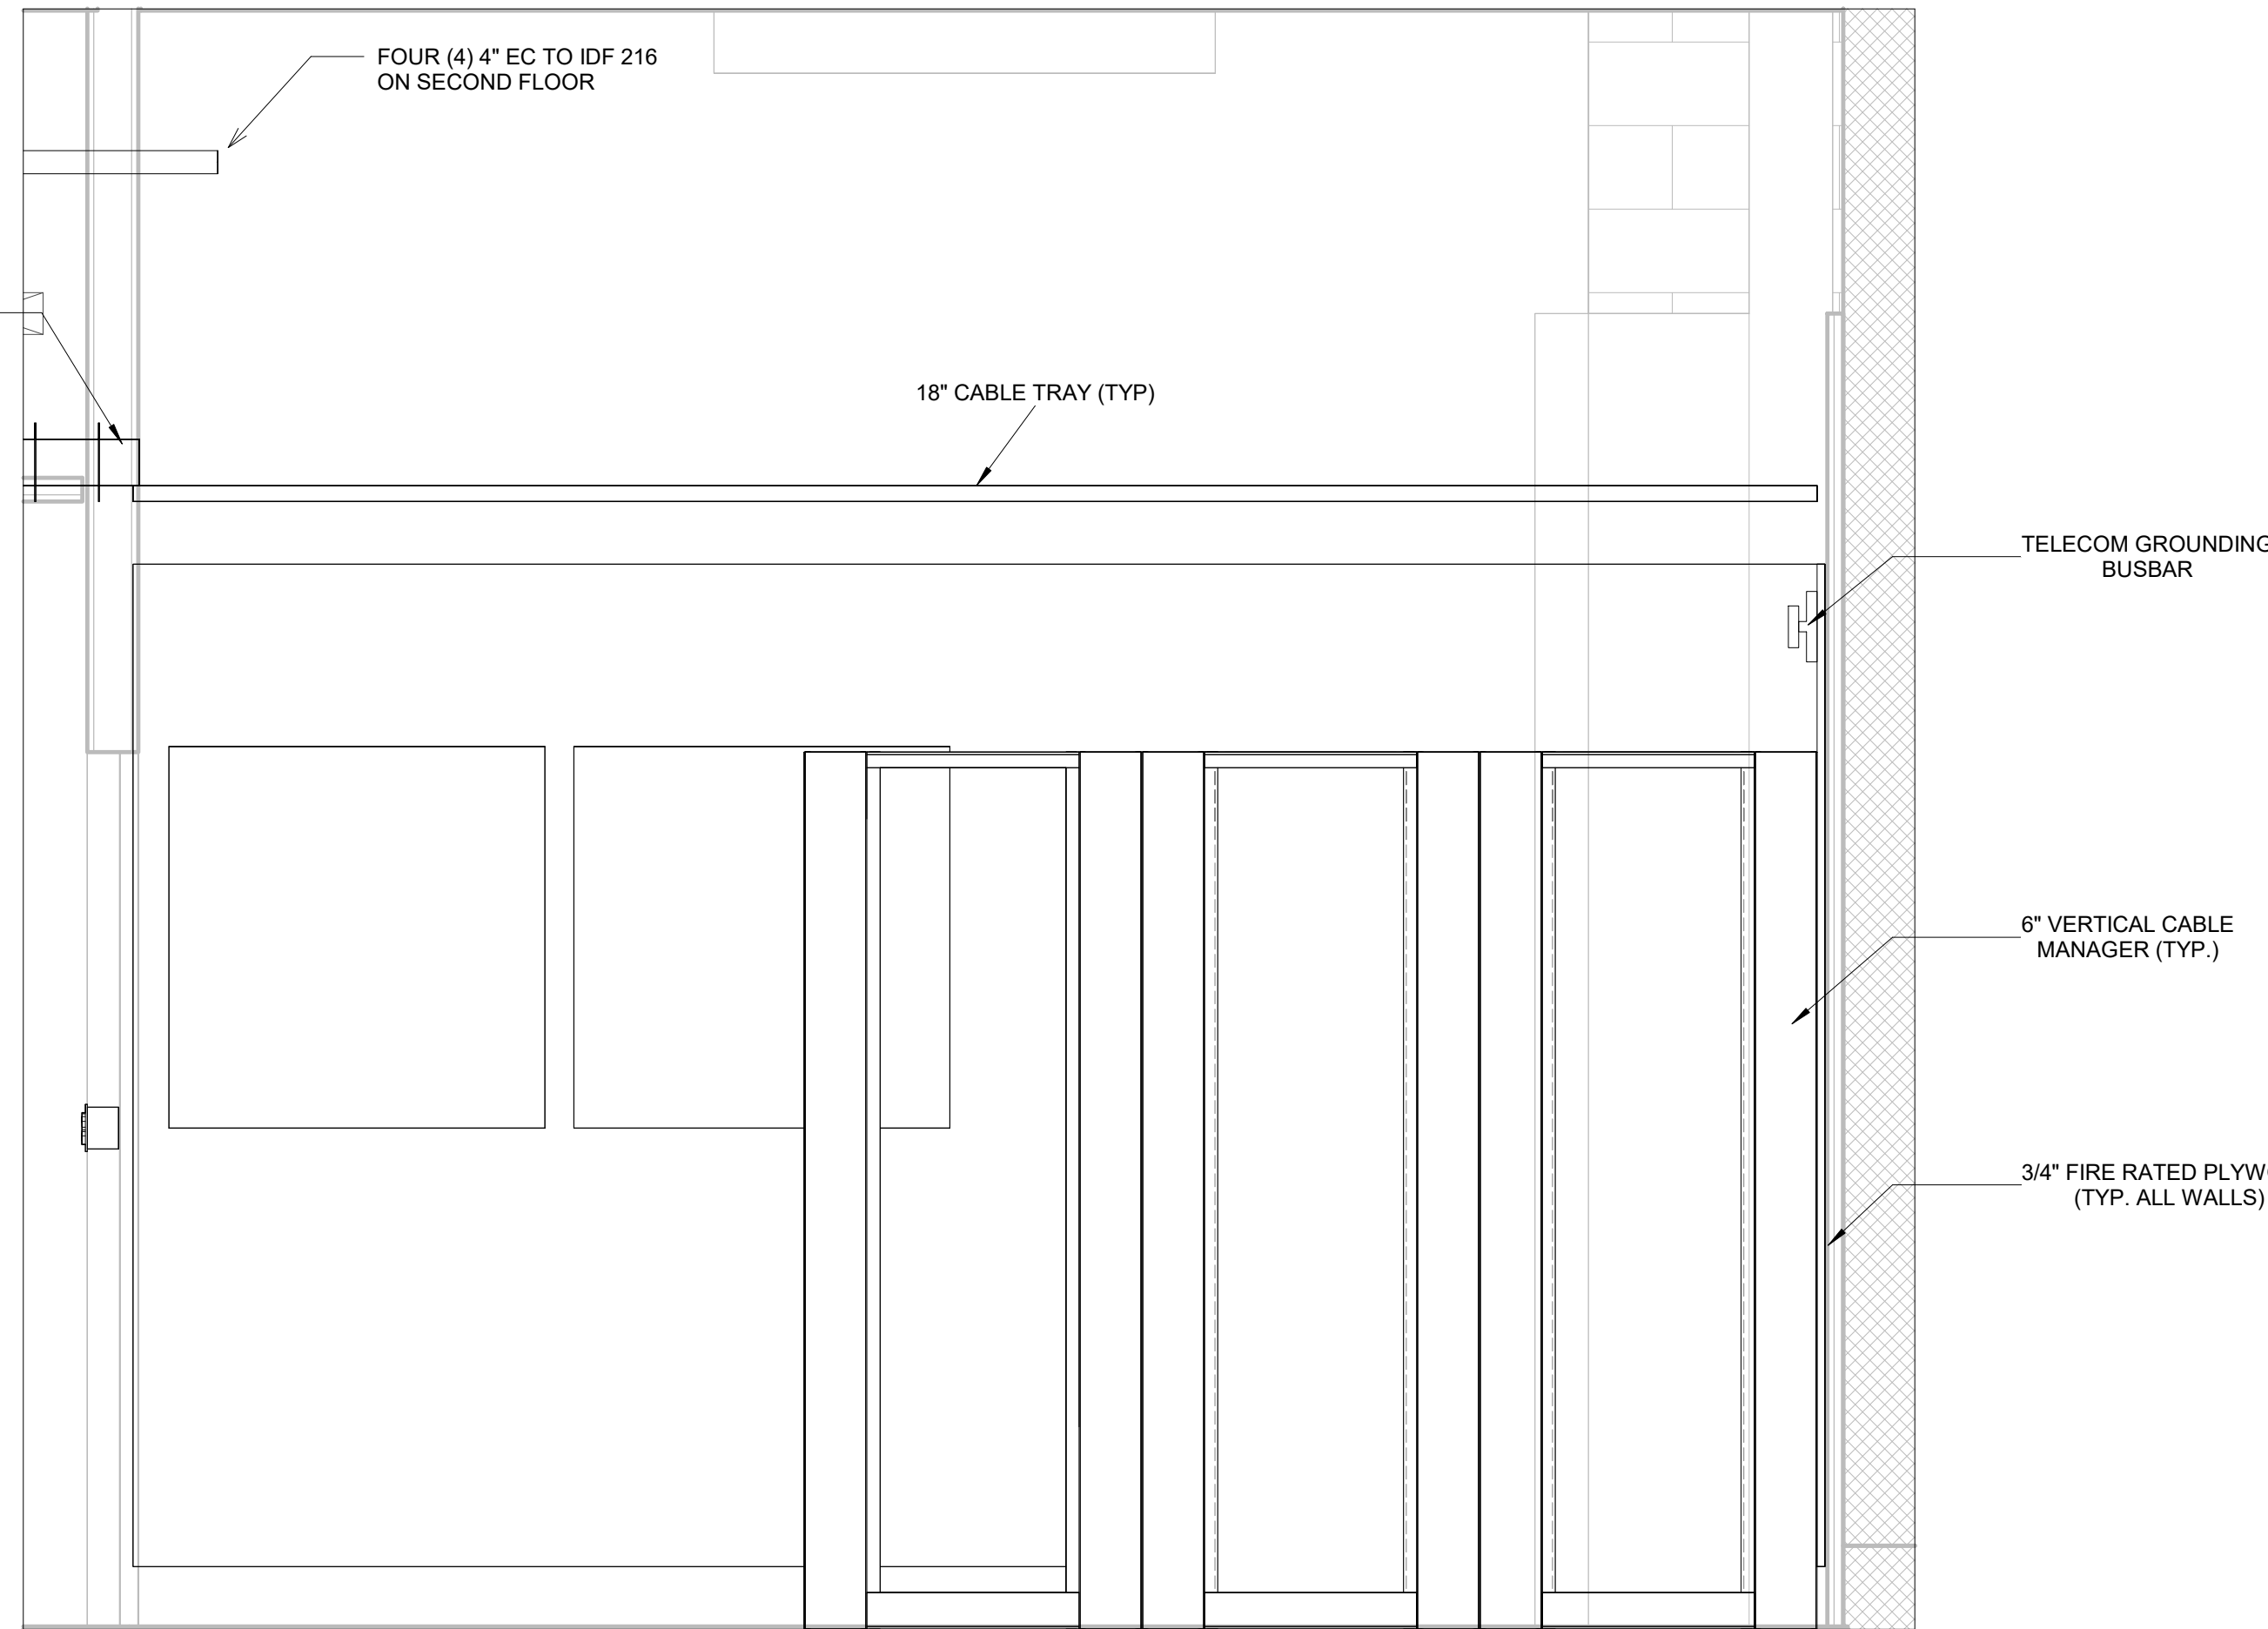 FOUR (4) 4" EC TO IDF 216
ON SECOND FLOOR
18" CABLE TRAY (TYP)
TELECOM GROUNDING
BUSBAR
6" VERTICAL CABLE
MANAGER (TYP.)
3/4" FIRE RATED
(TYP. ALL WALLS)